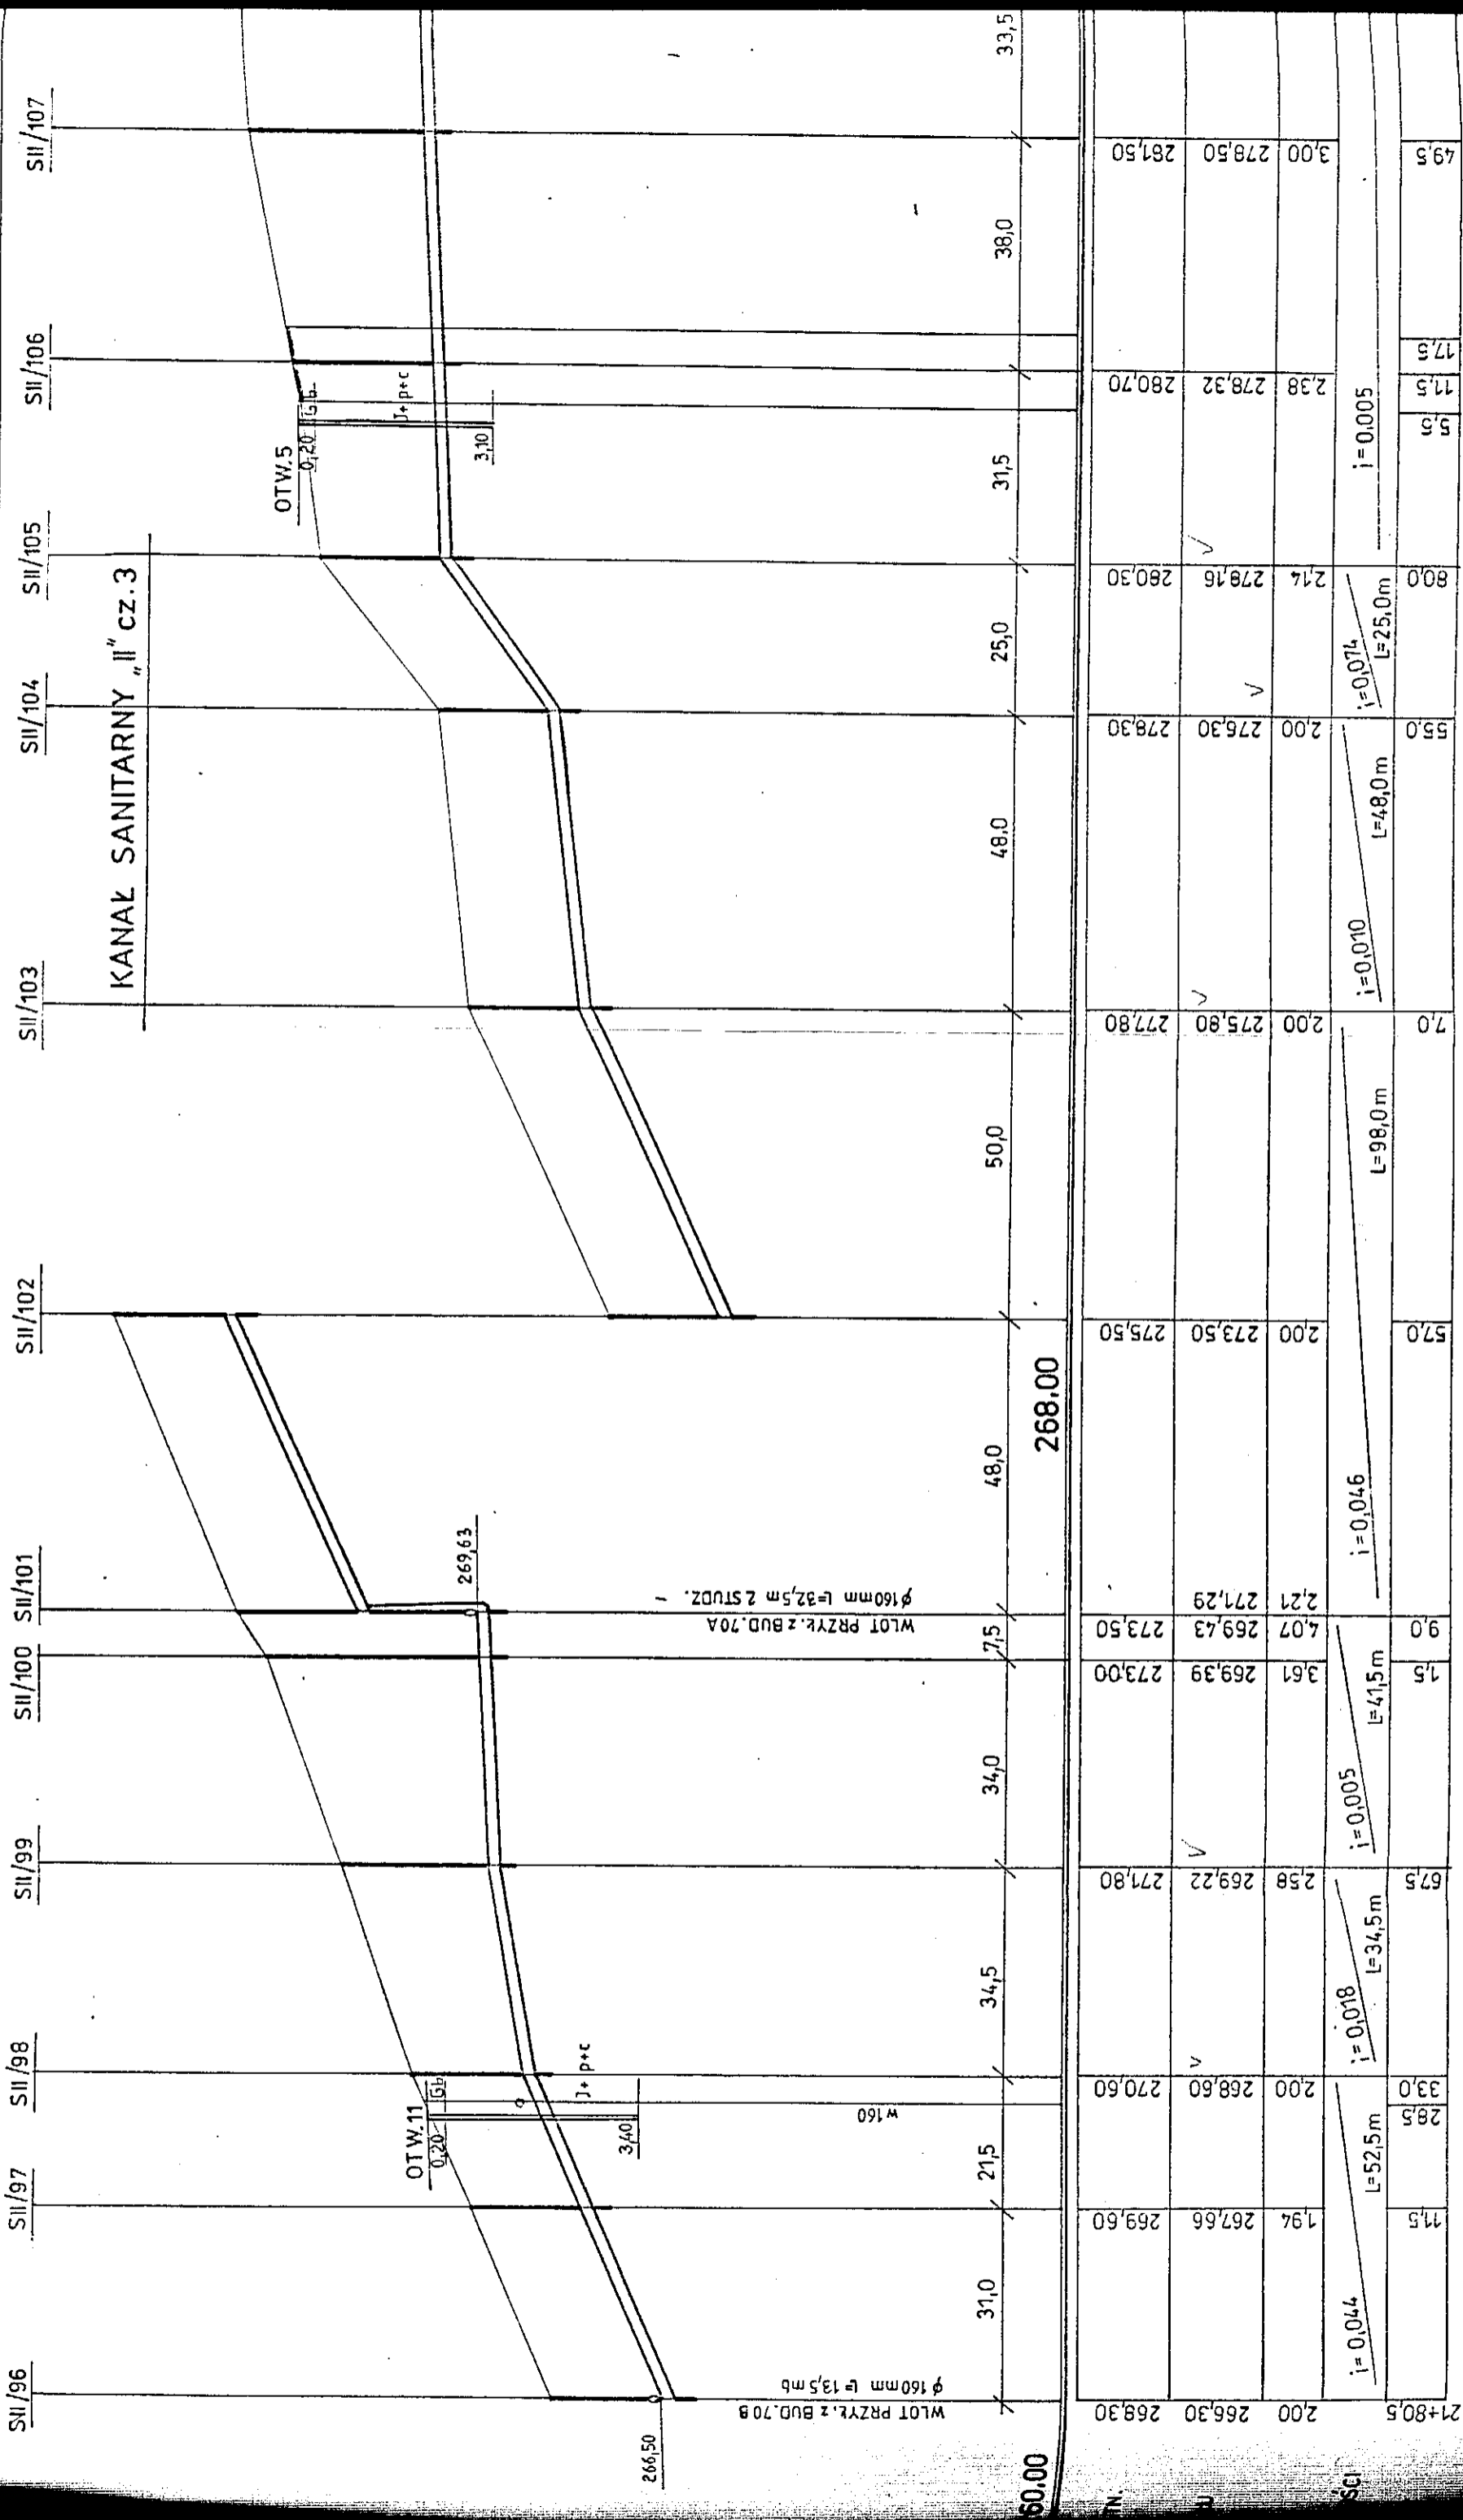 SII/96
SII/97
SII/98
SII/99
SII/100
SII/101
SII/102
SII/103
SII/104
SII/105
SII/106
SII/107
KANAŁ SANITARNY „II" cz.3
OTW.11
0,20
Gb
J+ p+c
3,40
OTW.5
0,20
Gb
J+ p+c
3,10
266,50
269,63
WLOT PRZYŁ. z BUD.70B
ϕ160mm L= 13,5 mb
w160
WLOT PRZYŁ. z BUD.70A
ϕ160mm L=32,5m Z STUDZ.
31,0
21,5
34,5
34,0
7,5
48,0
50,0
48,0
25,0
31,5
38,0
33,5
60.00
268.00
268,30
269,60
270,60
271,80
273,00
273,50
275,50
277,80
278,30
280,30
280,70
281,50
266,30
267,66
268,60
269,22
269,39
269,43
271,29
273,50
275,80
276,30
278,16
278,32
278,50
2,00
1,94
2,00
2,58
3,61
4,07
2,21
2,00
2,00
2,00
2,14
2,38
3,00
i=0,044
L=52,5m
i=0,018
L=34,5m
i=0,005
L=41,5m
i=0,046
L=98,0m
i=0,010
L=48,0m
i=0,074
L=25,0m
i=0,005
SCI
21+80,5
11,5
28,5
33,0
67,5
1,5
9,0
57,0
7,0
55,0
80,0
5,5
11,5
17,5
49,5